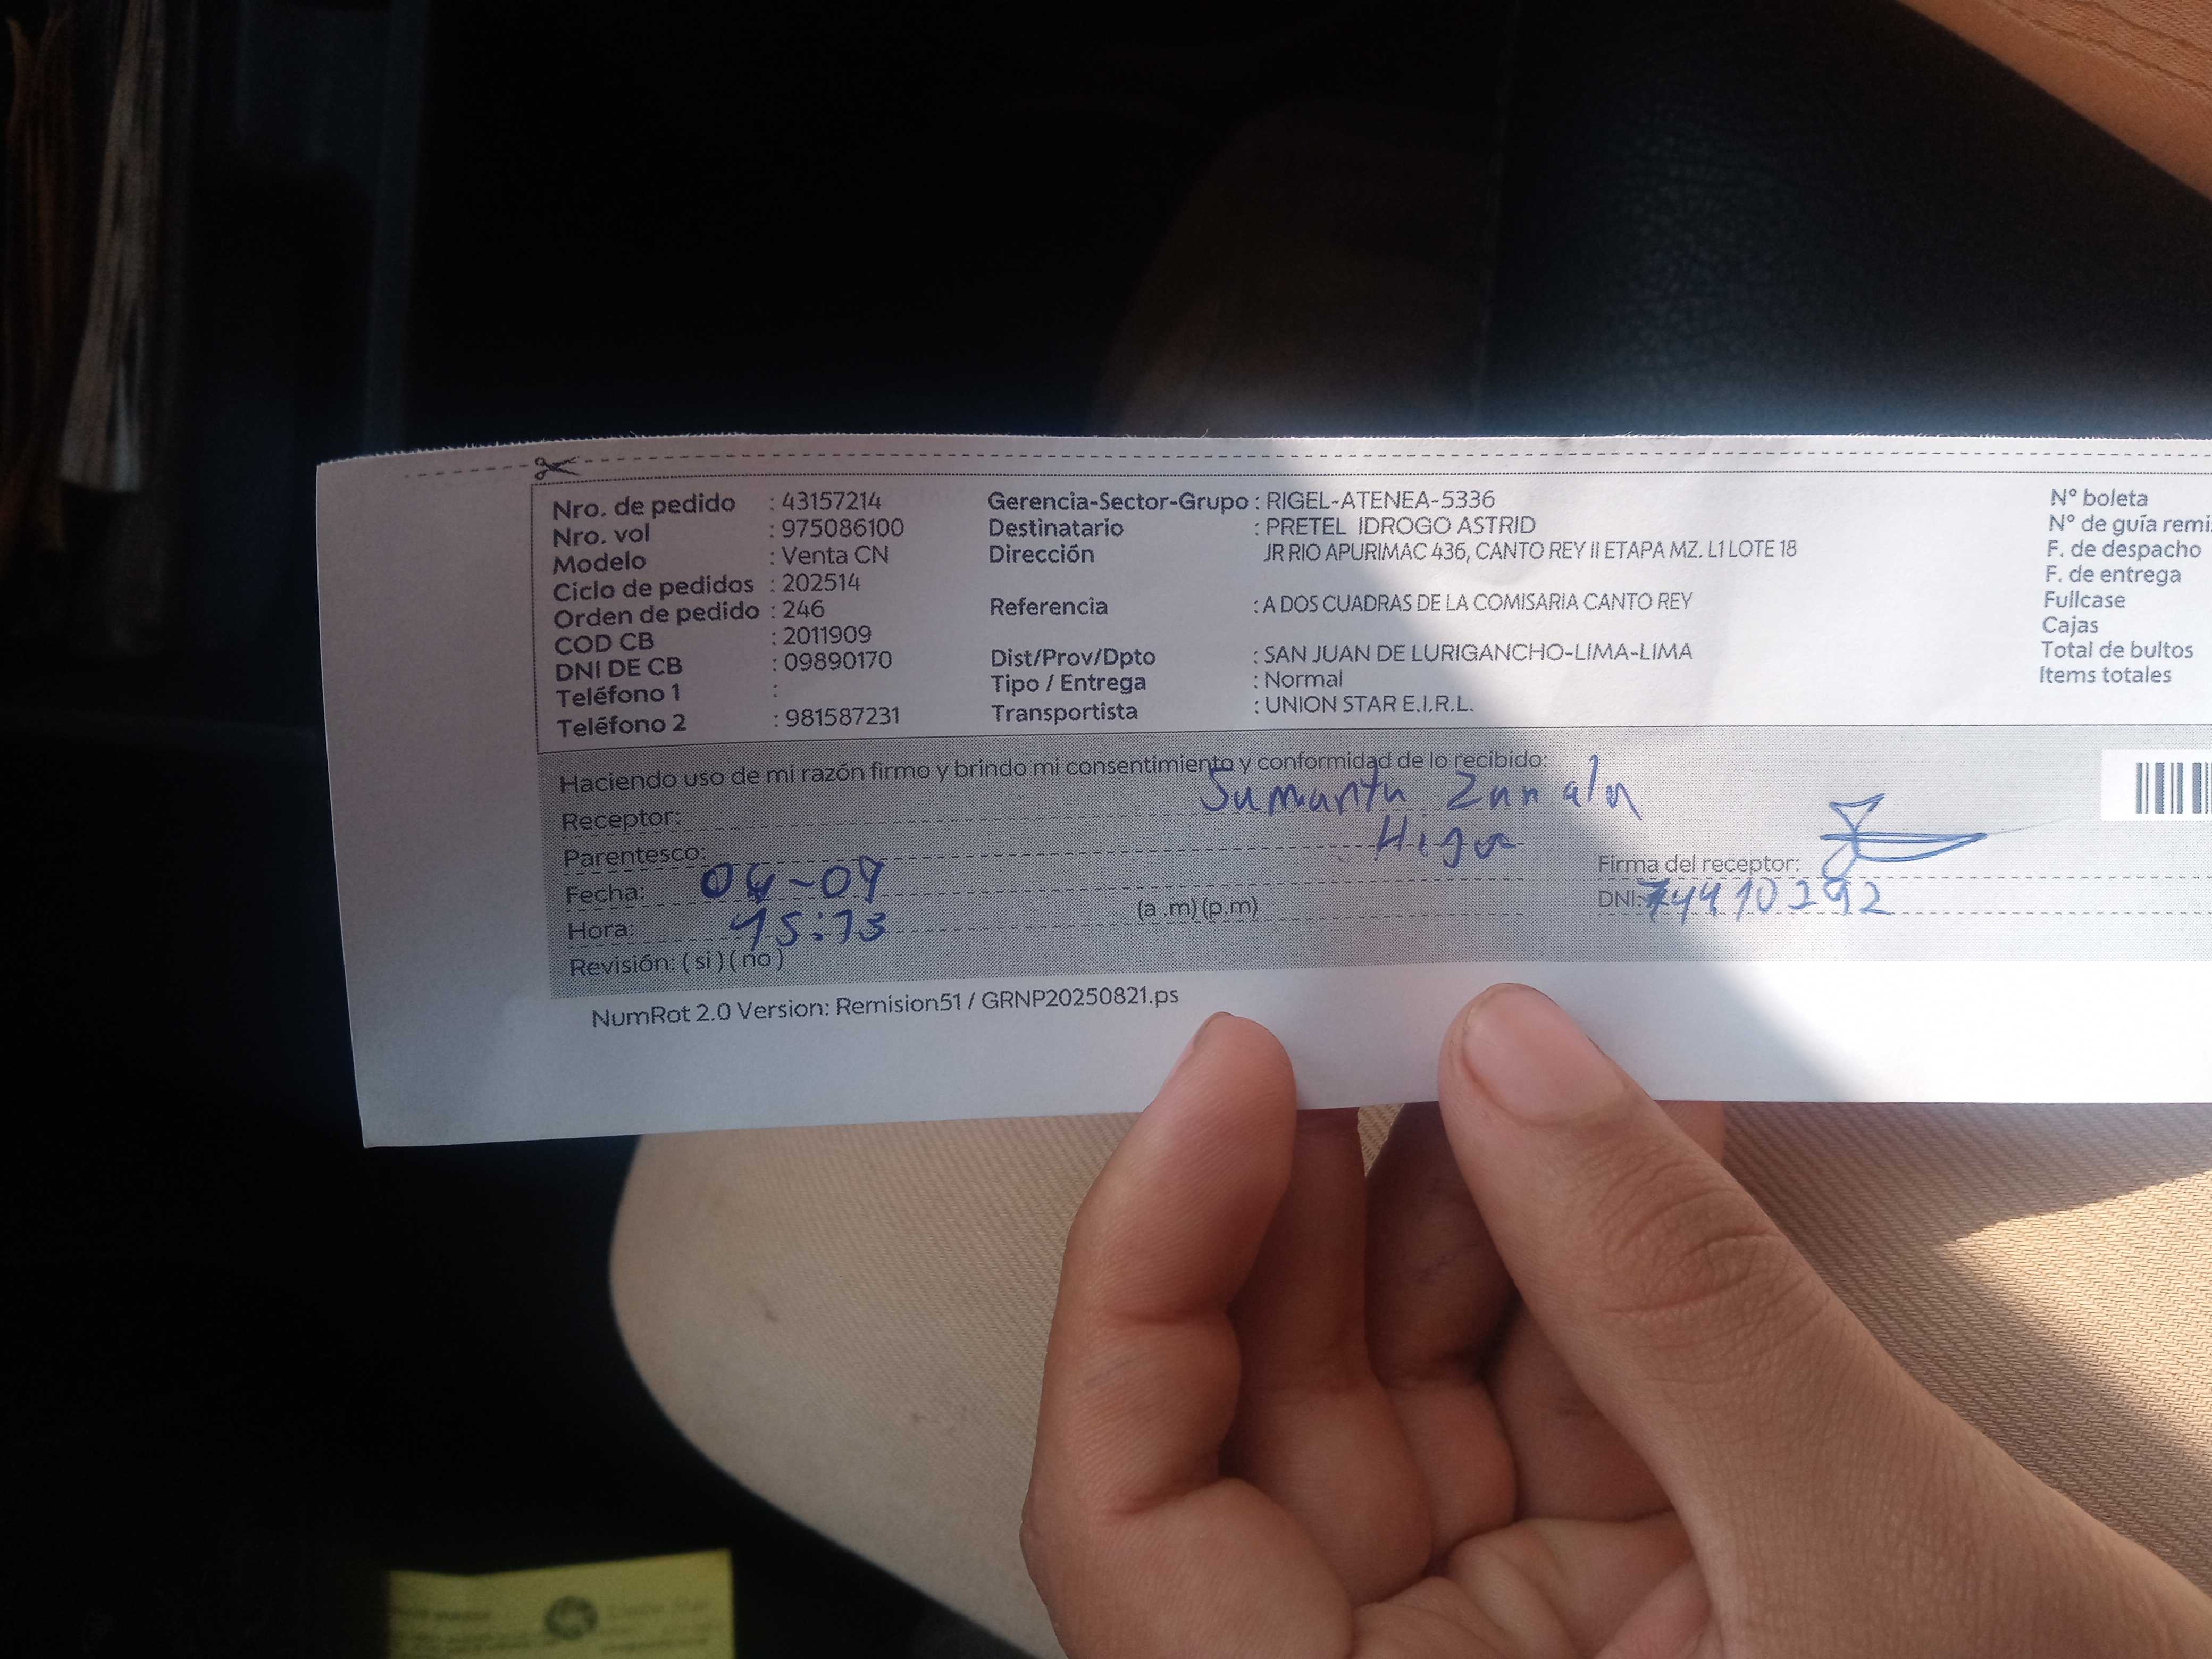 Nro. de pedido : 43157214 Gerencia-Sector-Grupo : RIGEL-ATENEA-5336 N° boleta
Nro. vol : 975086100 Destinatario : PRETEL IDROGO ASTRID N° de guía remi
Modelo : Venta CN Dirección JR RIO APURIMAC 436, CANTO REY II ETAPA MZ. L1 LOTE 18 F. de despacho
Ciclo de pedidos : 202514 F. de entrega
Orden de pedido : 246 Referencia : A DOS CUADRAS DE LA COMISARIA CANTO REY Fullcase
COD CB : 2011909 Cajas
DNI DE CB : 09890170 Dist/Prov/Dpto : SAN JUAN DE LURIGANCHO-LIMA-LIMA Total de bultos
Teléfono 1 : Tipo / Entrega : Normal Items totales
Teléfono 2 : 981587231 Transportista : UNION STAR E.I.R.L.
Haciendo uso de mi razón firmo y brindo mi consentimiento y conformidad de lo recibido:
Receptor:
Parentesco: Firma del receptor:
Fecha: 04-09 DNI:
Hora: 15:13 (a .m) (p.m)
Revisión: ( si ) ( no )
NumRot 2.0 Version: Remision51 / GRNP20250821.ps